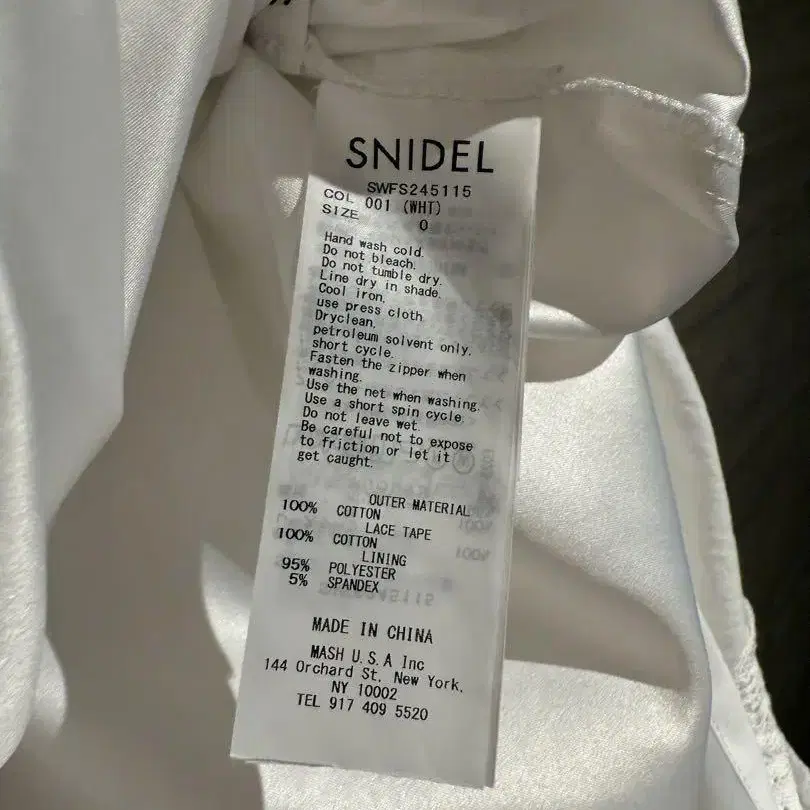 SNIDEL
SWFS245115
COL 001 (WHT)
SIZE 0
Hand wash cold.
Do not bleach.
Do not tumble dry.
Line dry in shade.
Cool iron.
use press cloth
Dryclean.
petroleum solvent only.
short cycle.
Fasten the zipper when
washing.
Use the net when washing.
Use a short spin cycle.
Do not leave wet.
Be careful not to expose
to friction or let it
get caught.
OUTER MATERIAL
100% COTTON
LACE TAPE
100% COTTON
LINING
95% POLYESTER
5% SPANDEX
MADE IN CHINA
MASH U.S.A Inc
144 Orchard St, New York,
NY 10002
TEL 917 409 5520